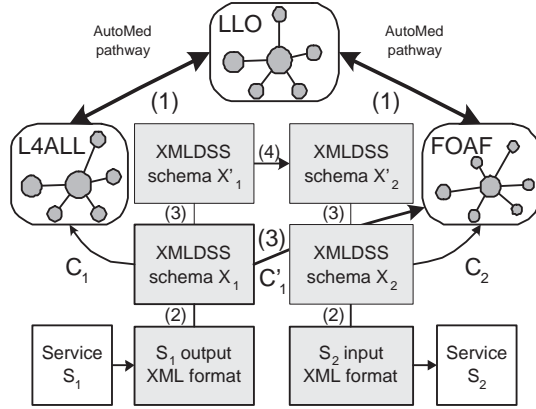 LLO
AutoMed
pathway
AutoMed
pathway
(1)
(1)
L4ALL
FOAF
XMLDSS
schema X'1
(4)
XMLDSS
schema X'2
(3)
(3)
(3)
XMLDSS
schema X1
XMLDSS
schema X2
C1
C'1
C2
(2)
(2)
Service
S1
S1 output
XML format
S2 input
XML format
Service
S2